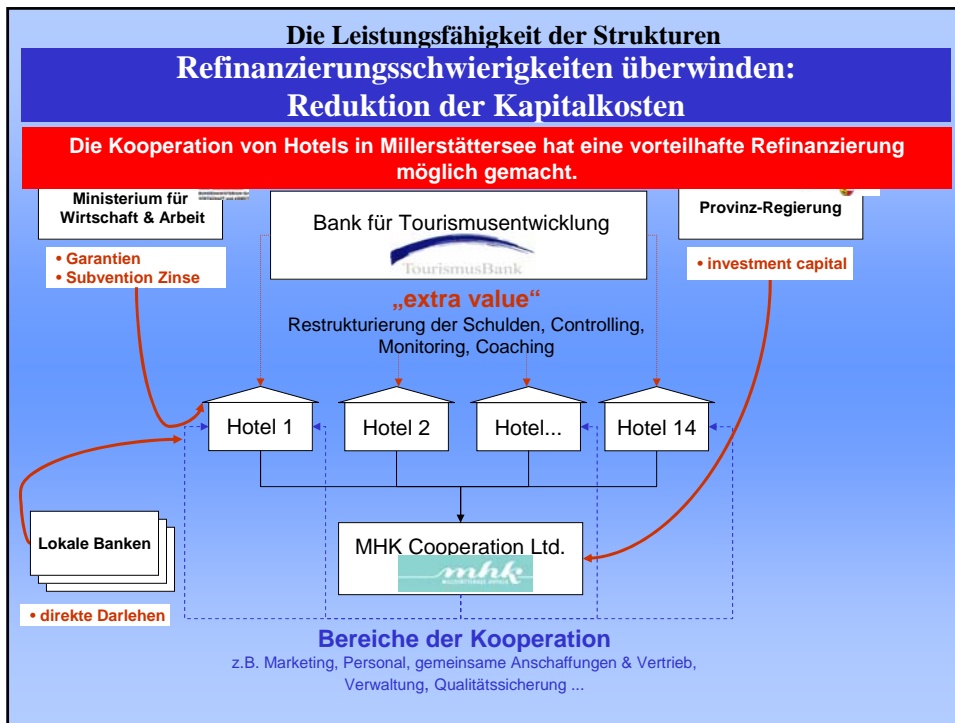 Die Leistungsfähigkeit der Strukturen
Refinanzierungsschwierigkeiten überwinden:
Reduktion der Kapitalkosten
Die Kooperation von Hotels in Millerstättersee hat eine vorteilhafte Refinanzierung
möglich gemacht.
Ministerium für
Wirtschaft & Arbeit
Bank für Tourismusentwicklung
TourismusBank
Provinz-Regierung
• Garantien
• Subvention Zinse
• investment capital
„extra value“
Restrukturierung der Schulden, Controlling,
Monitoring, Coaching
Hotel 1
Hotel 2
Hotel...
Hotel 14
Lokale Banken
MHK Cooperation Ltd.
mhk
• direkte Darlehen
Bereiche der Kooperation
z.B. Marketing, Personal, gemeinsame Anschaffungen & Vertrieb,
Verwaltung, Qualitätssicherung ...